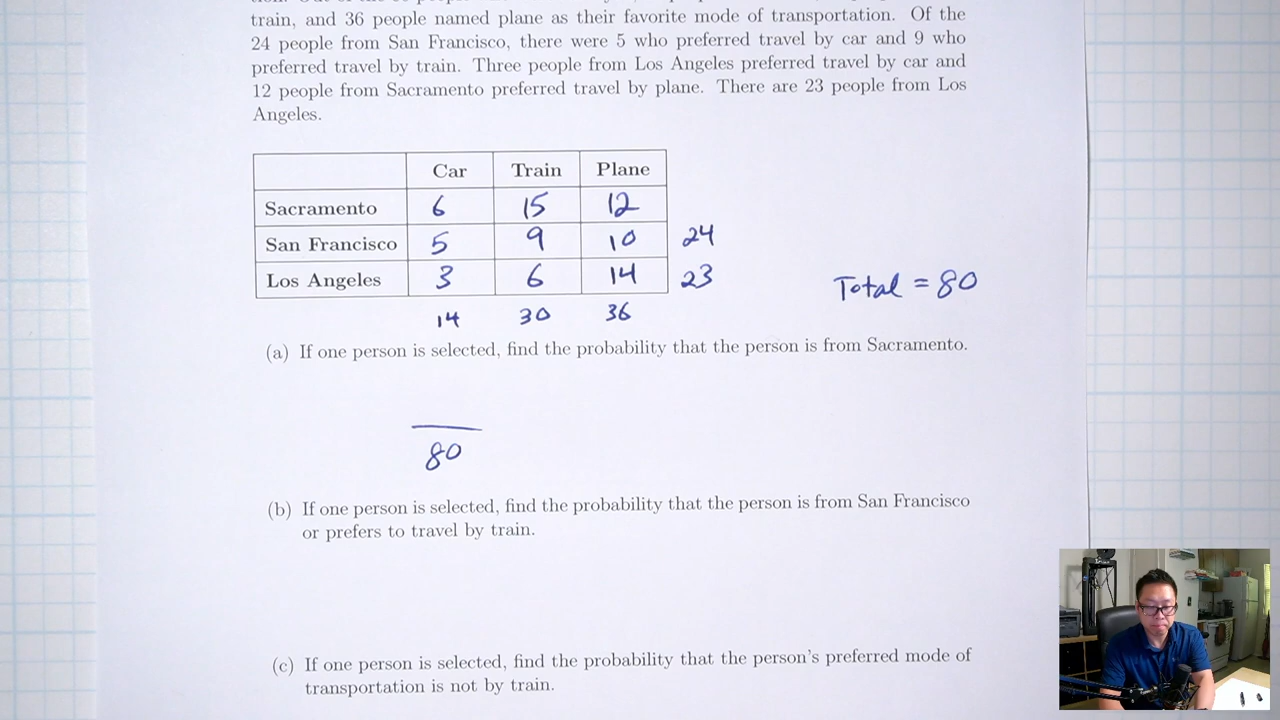 train, and 36 people named plane as their favorite mode of transportation. Of the
24 people from San Francisco, there were 5 who preferred travel by car and 9 who
preferred travel by train. Three people from Los Angeles preferred travel by car and
12 people from Sacramento preferred travel by plane. There are 23 people from Los
Angeles.
Car Train Plane
Sacramento 6 15 12
San Francisco 5 9 10 24
Los Angeles 3 6 14 23
Total = 80
14 30 36
(a) If one person is selected, find the probability that the person is from Sacramento.
80
(b) If one person is selected, find the probability that the person is from San Francisco
or prefers to travel by train.
(c) If one person is selected, find the probability that the person's preferred mode of
transportation is not by train.